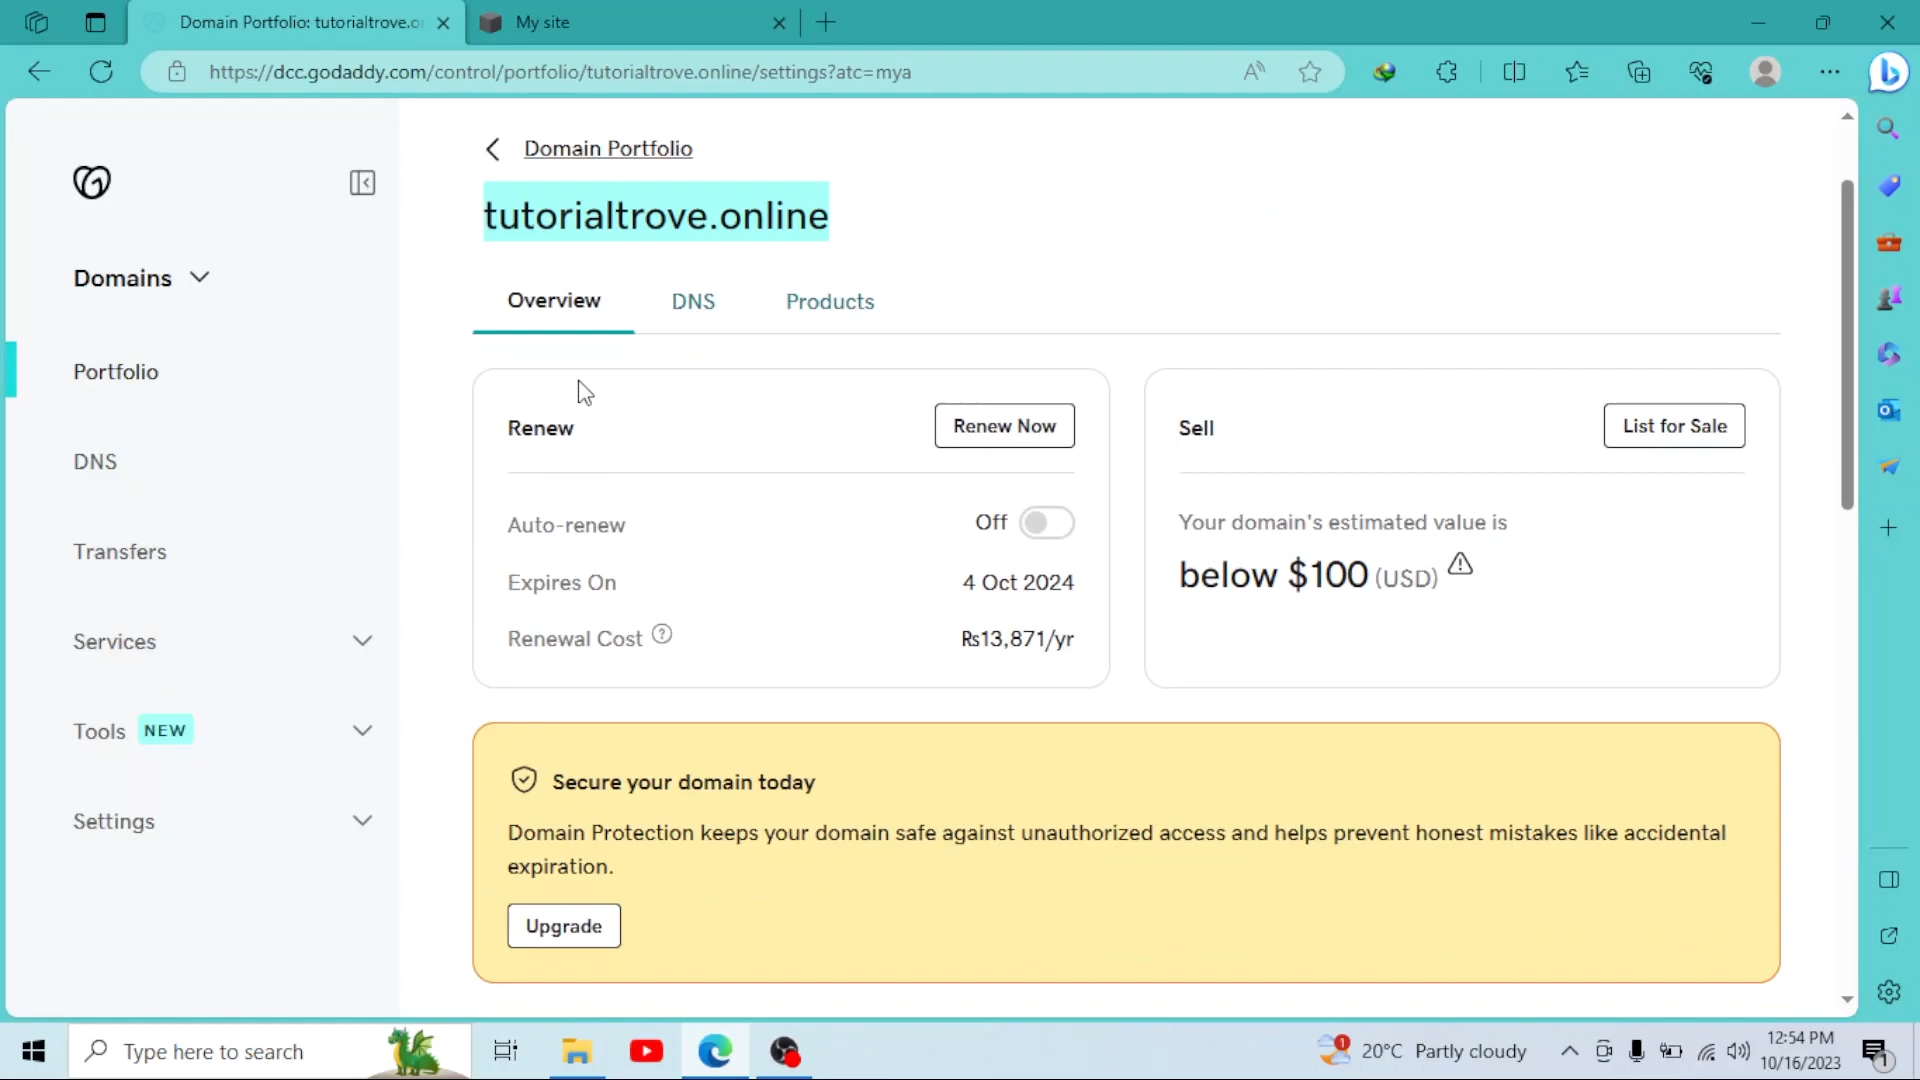 Domain Portfolio: tutorialtrove.o
My site
https://dcc.godaddy.com/control/portfolio/tutorialtrove.online/settings?atc=mya
Domain Portfolio
tutorialtrove.online
Domains
Overview
DNS
Products
Portfolio
Renew
Renew Now
Sell
List for Sale
DNS
Auto-renew
Off
Your domain's estimated value is
Transfers
Expires On
4 Oct 2024
below $100 (USD)
Services
Renewal Cost
₨13,871/yr
Tools NEW
Secure your domain today
Settings
Domain Protection keeps your domain safe against unauthorized access and helps prevent honest mistakes like accidental
expiration.
Upgrade
Type here to search
1
20°C Partly cloudy
12:54 PM
10/16/2023
1